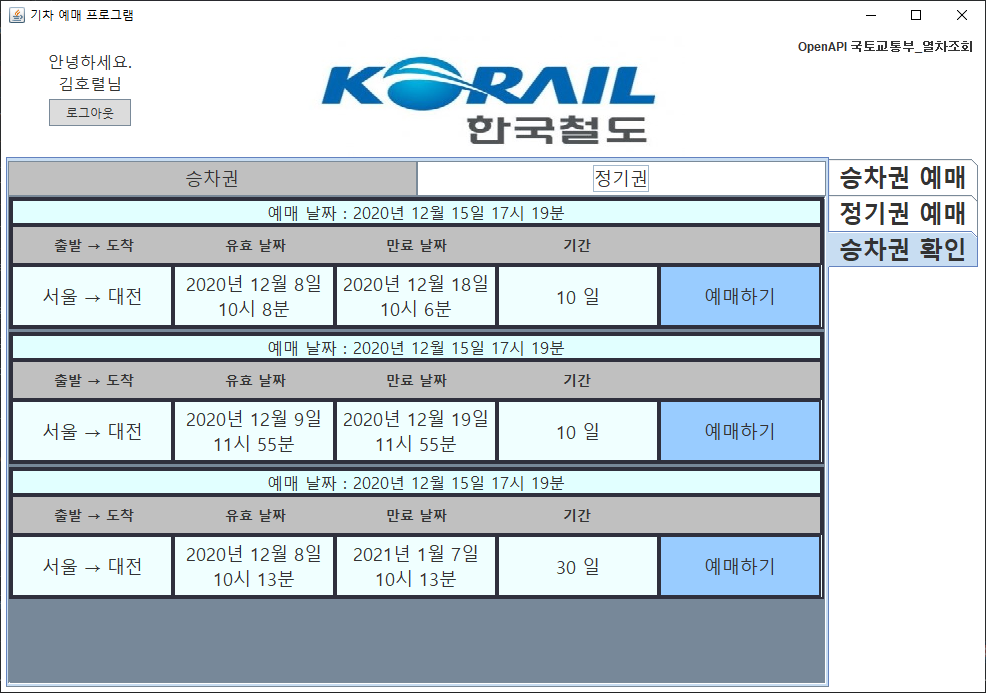 기차 예매 프로그램
OpenAPI 국토교통부_열차조회
안녕하세요.
김호렬님
로그아웃
KORAIL
한국철도
승차권
정기권
승차권 예매
정기권 예매
승차권 확인
예매 날짜 : 2020년 12월 15일 17시 19분
출발 → 도착 유효 날짜 만료 날짜 기간
서울 → 대전
2020년 12월 8일
10시 8분
2020년 12월 18일
10시 6분
10 일
예매하기
예매 날짜 : 2020년 12월 15일 17시 19분
출발 → 도착 유효 날짜 만료 날짜 기간
서울 → 대전
2020년 12월 9일
11시 55분
2020년 12월 19일
11시 55분
10 일
예매하기
예매 날짜 : 2020년 12월 15일 17시 19분
출발 → 도착 유효 날짜 만료 날짜 기간
서울 → 대전
2020년 12월 8일
10시 13분
2021년 1월 7일
10시 13분
30 일
예매하기